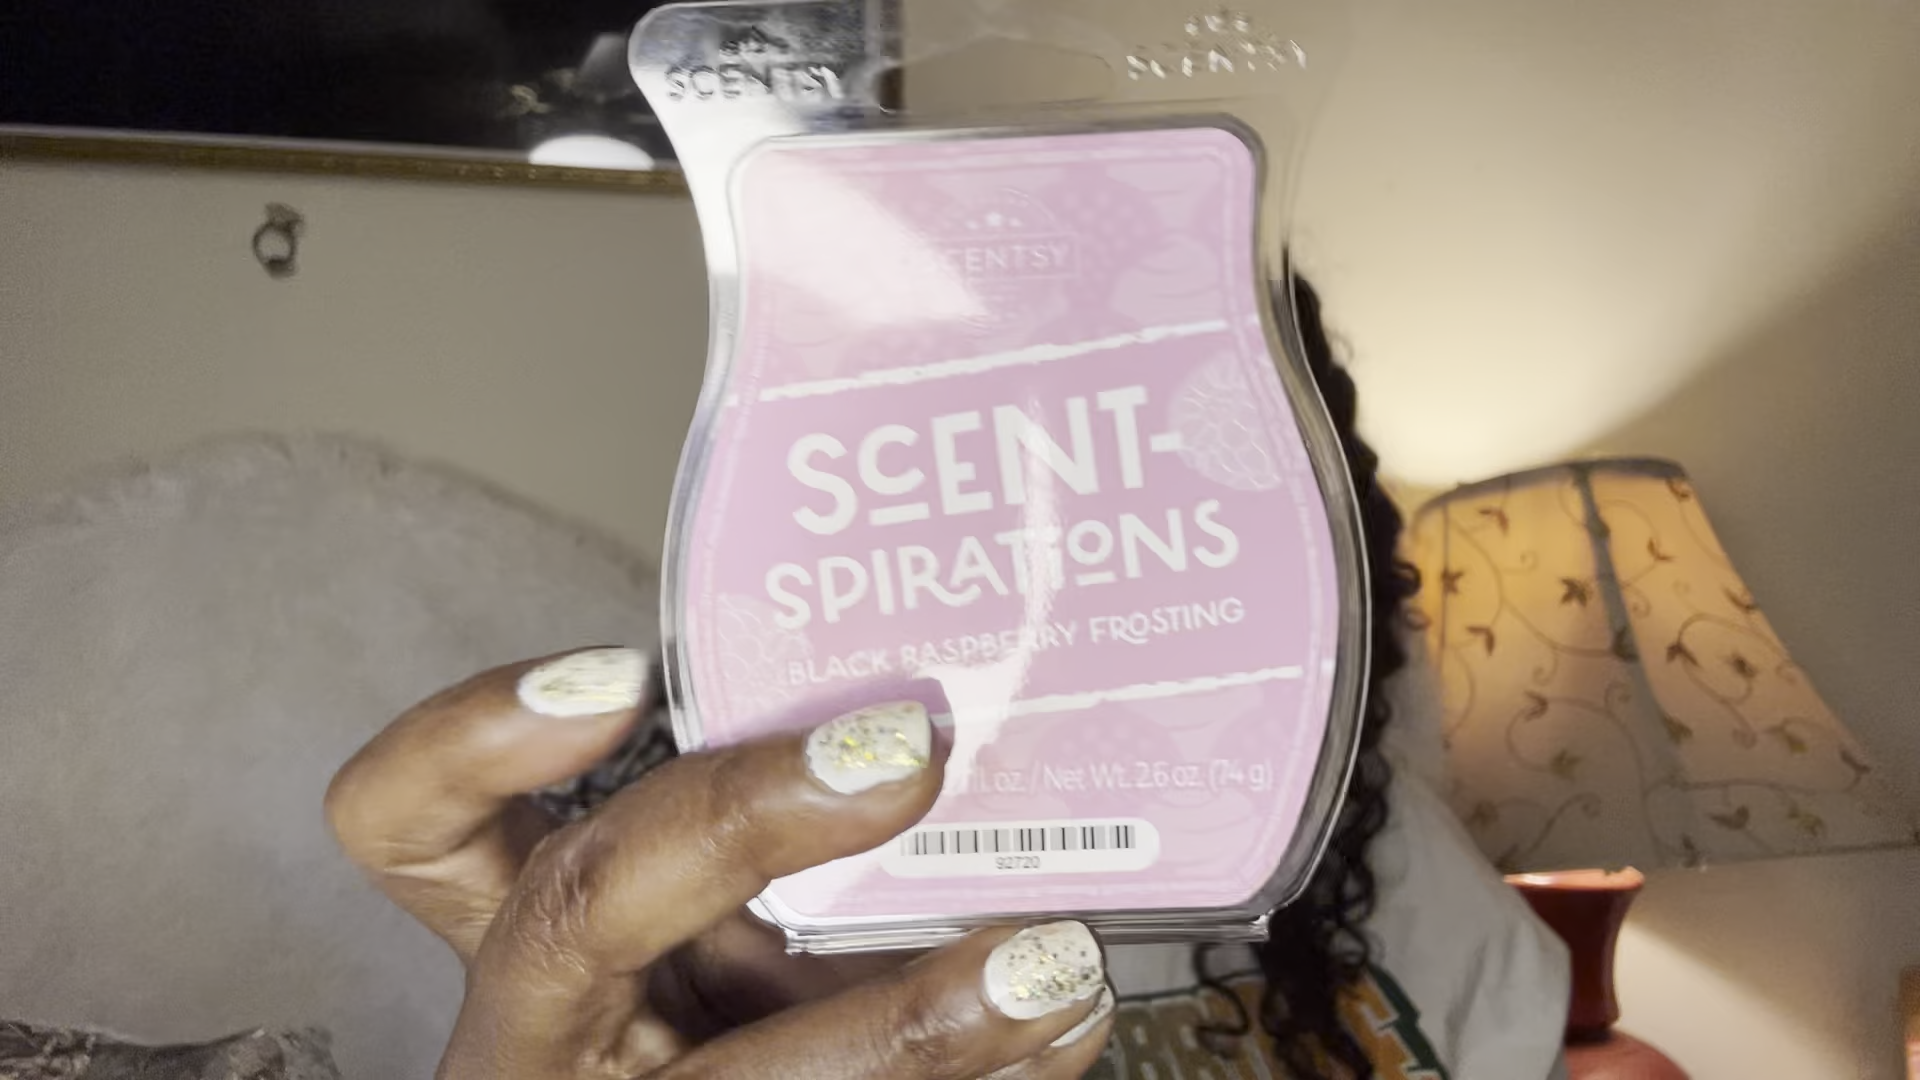 SCENTSY
SCENTSY
SCENTSY
SCENT-
SPIRATIONS
BLACK RASPBERRY FROSTING
fl. oz / Net Wt. 2.6 oz. (74 g)
92720